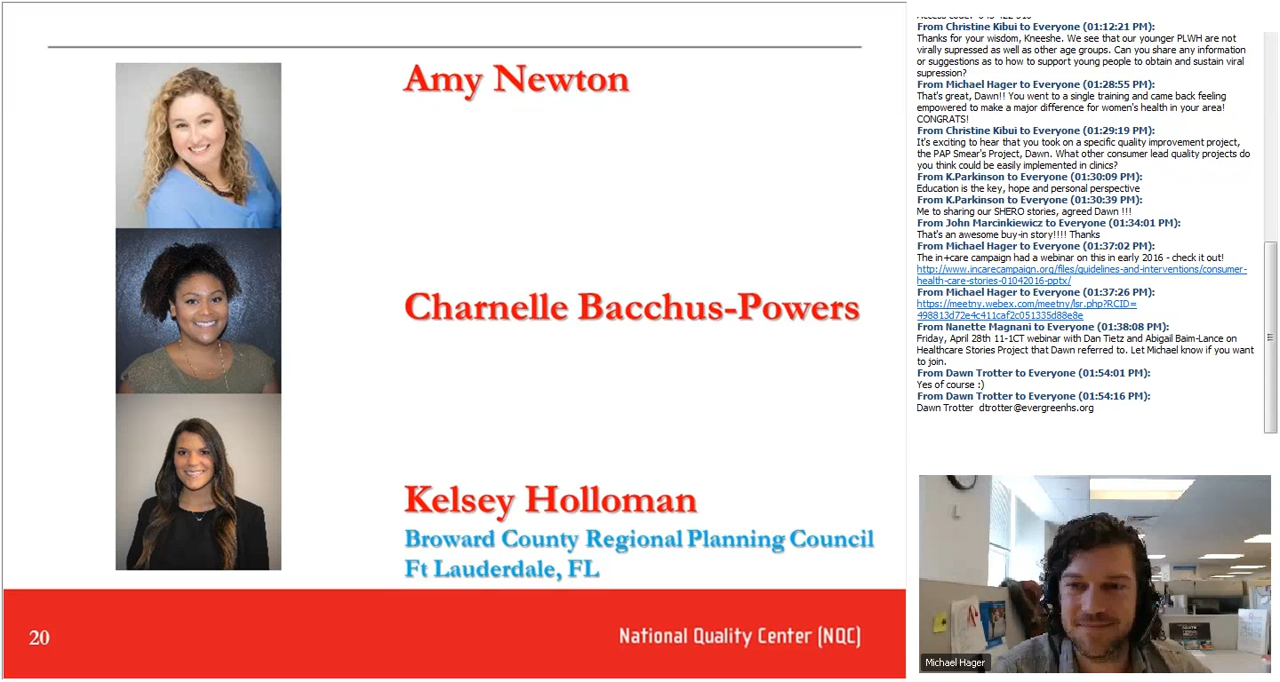 Amy Newton
Charnelle Bacchus-Powers
Kelsey Holloman
Broward County Regional Planning Council
Ft Lauderdale, FL
20
National Quality Center (NQC)
From Christine Kibui to Everyone (01:12:21 PM):
Thanks for your wisdom, Kneeshe. We see that our younger PLWH are not
virally supressed as well as other age groups. Can you share any information
or suggestions as to how to support young people to obtain and sustain viral
supression?
From Michael Hager to Everyone (01:28:55 PM):
That's great, Dawn!! You went to a single training and came back feeling
empowered to make a major difference for women's health in your area!
CONGRATS!
From Christine Kibui to Everyone (01:29:19 PM):
It's exciting to hear that you took on a specific quality improvement project,
the PAP Smear's Project, Dawn. What other consumer lead quality projects do
you think could be easily implemented in clinics?
From K.Parkinson to Everyone (01:30:09 PM):
Education is the key, hope and personal perspective
From K.Parkinson to Everyone (01:30:39 PM):
Me to sharing our SHERO stories, agreed Dawn !!!
From John Marcinkiewicz to Everyone (01:34:01 PM):
That's an awesome buy-in story!!!! Thanks
From Michael Hager to Everyone (01:37:02 PM):
The in+care campaign had a webinar on this in early 2016 - check it out!
http://www.incarecampaign.org/files/guidelines-and-interventions/consumer-
health-care-stories-01042016-pptx/
From Michael Hager to Everyone (01:37:26 PM):
https://meetny.webex.com/meetny/lsr.php?RCID=
498813d72e4c411caf2c051335d88e8e
From Nanette Magnani to Everyone (01:38:08 PM):
Friday, April 28th 11-1CT webinar with Dan Tietz and Abigail Baim-Lance on
Healthcare Stories Project that Dawn referred to. Let Michael know if you want
to join.
From Dawn Trotter to Everyone (01:54:01 PM):
Yes of course :)
From Dawn Trotter to Everyone (01:54:16 PM):
Dawn Trotter dtrotter@evergreenhs.org
Michael Hager